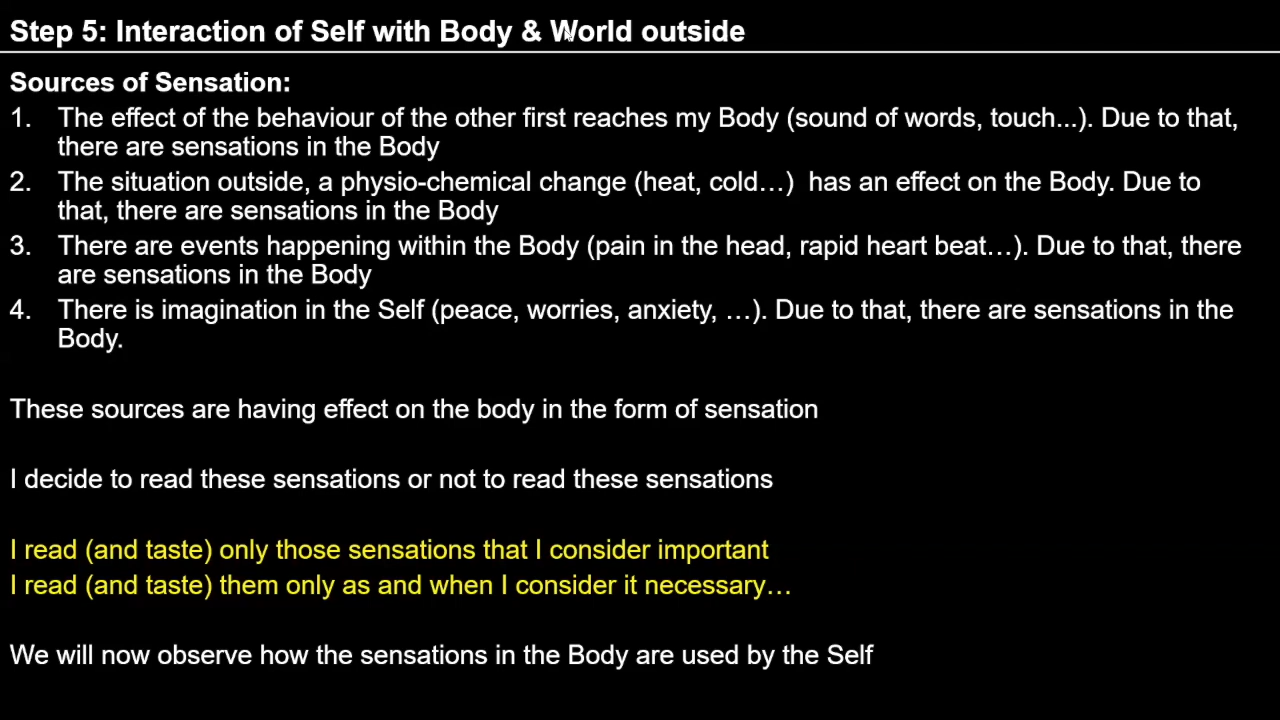 Step 5: Interaction of Self with Body & World outside
Sources of Sensation:
1. The effect of the behaviour of the other first reaches my Body (sound of words, touch...). Due to that,
there are sensations in the Body
2. The situation outside, a physio-chemical change (heat, cold…) has an effect on the Body. Due to
that, there are sensations in the Body
3. There are events happening within the Body (pain in the head, rapid heart beat…). Due to that, there
are sensations in the Body
4. There is imagination in the Self (peace, worries, anxiety, …). Due to that, there are sensations in the
Body.
These sources are having effect on the body in the form of sensation
I decide to read these sensations or not to read these sensations
I read (and taste) only those sensations that I consider important
I read (and taste) them only as and when I consider it necessary…
We will now observe how the sensations in the Body are used by the Self